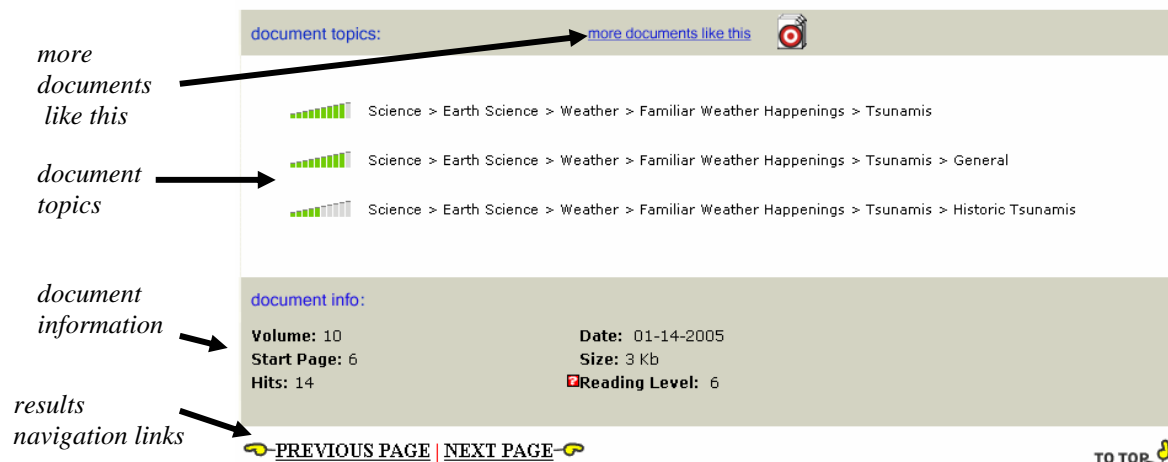 document topics: more documents like this
more
documents
like this
Science > Earth Science > Weather > Familiar Weather Happenings > Tsunamis
document
topics
Science > Earth Science > Weather > Familiar Weather Happenings > Tsunamis > General
Science > Earth Science > Weather > Familiar Weather Happenings > Tsunamis > Historic Tsunamis
document
information
document info:
Volume: 10 Date: 01-14-2005
Start Page: 6 Size: 3 Kb
Hits: 14 ?Reading Level: 6
results
navigation links
PREVIOUS PAGE | NEXT PAGE
TO TOP